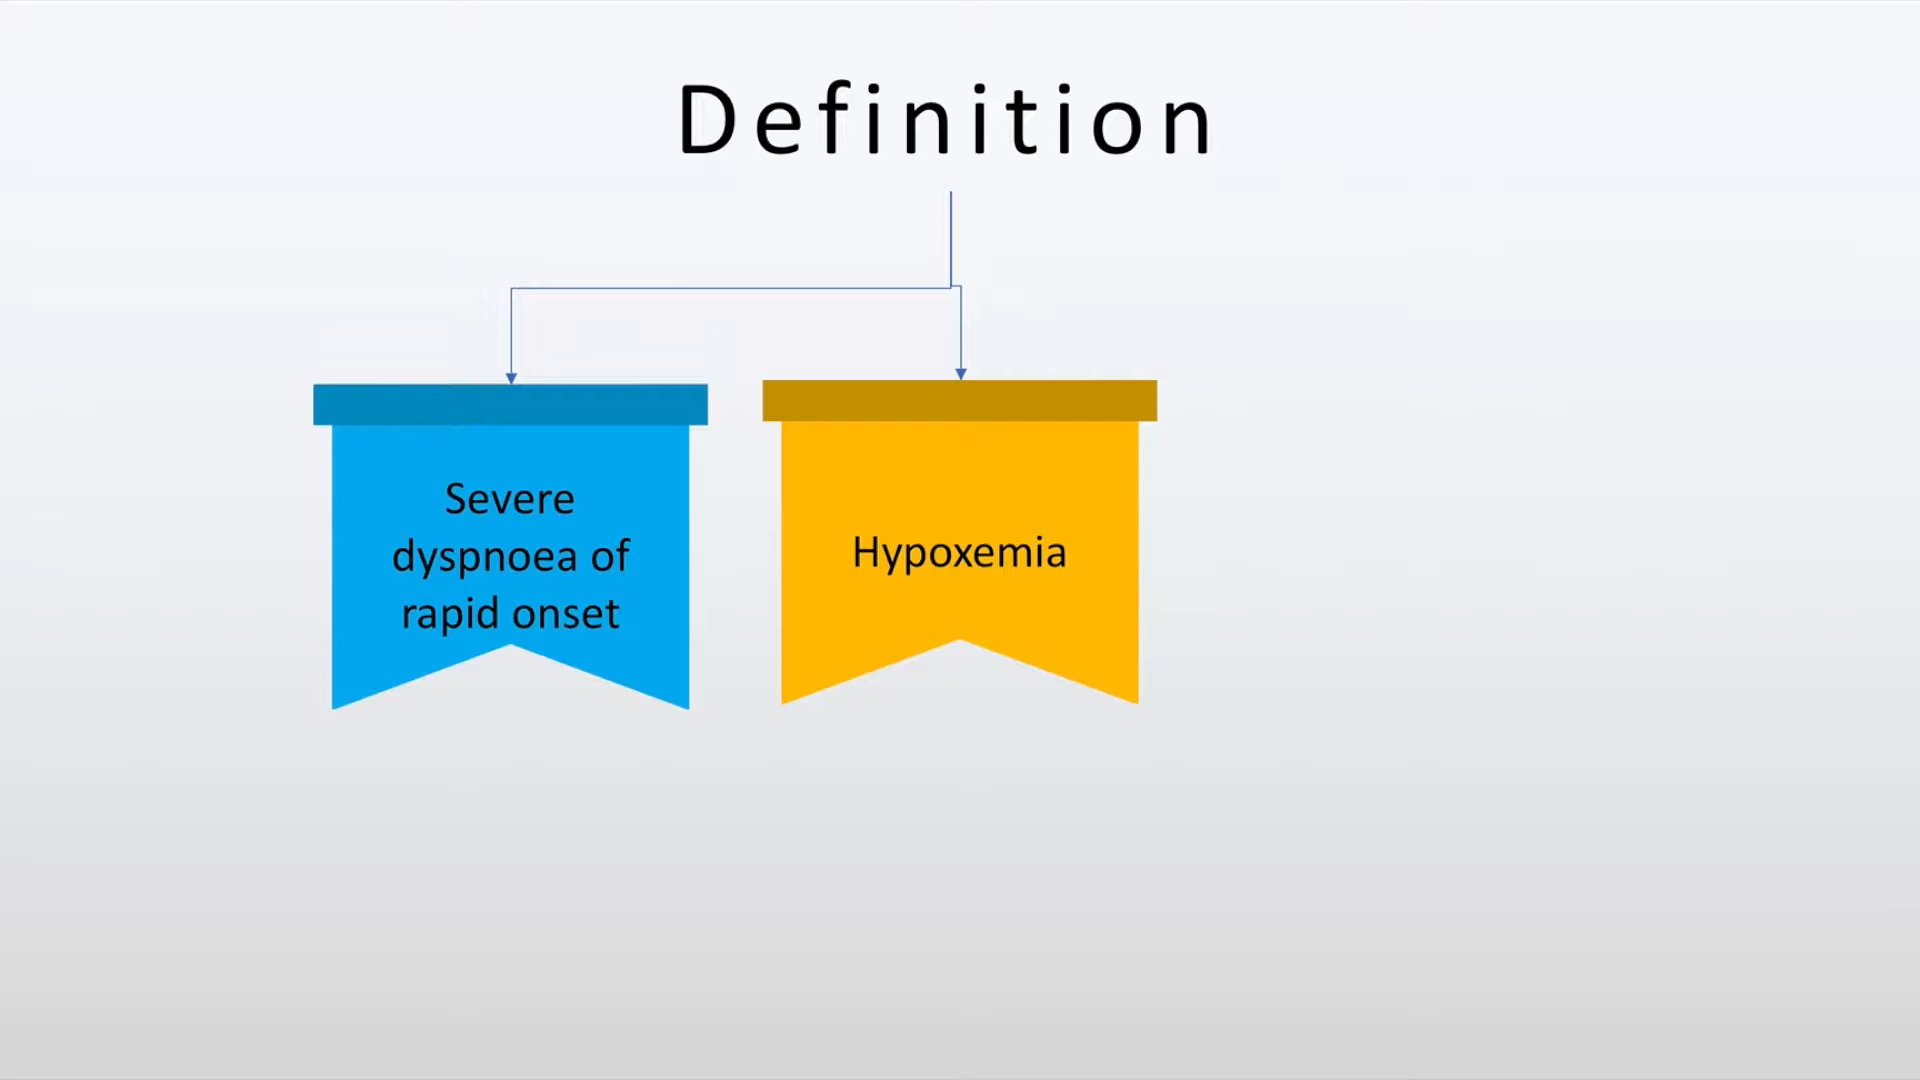 Definition
Severe
dyspnoea of
rapid onset
Hypoxemia